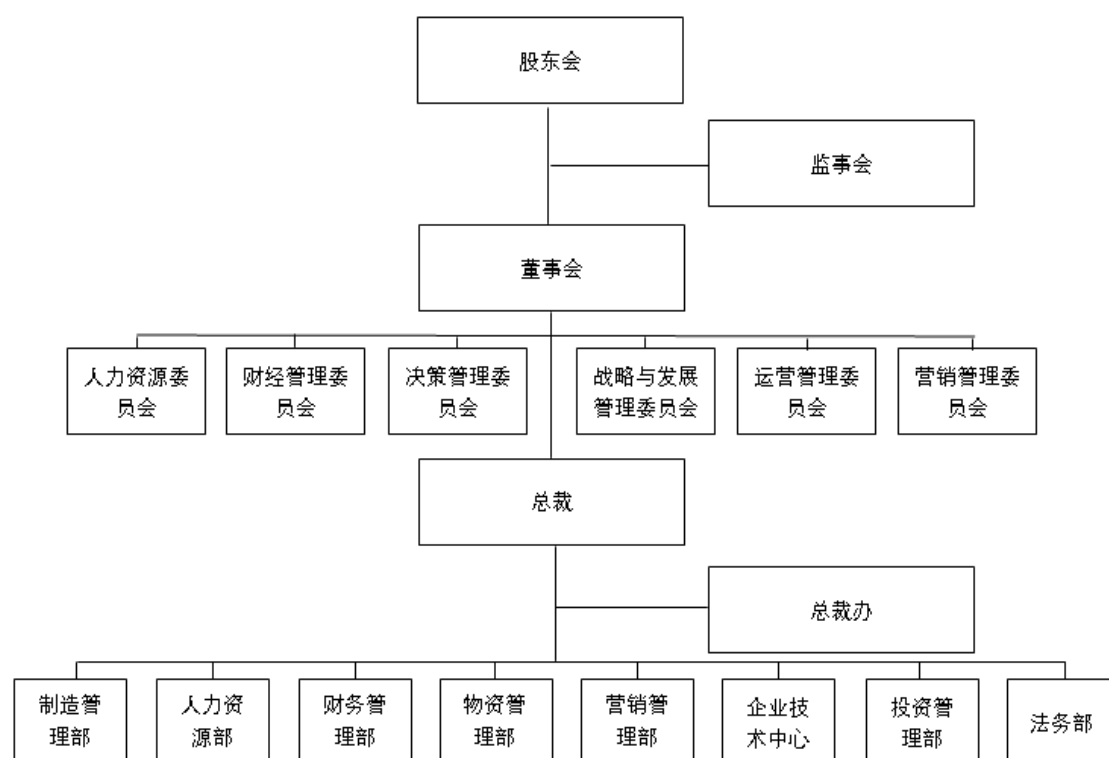 股东会
监事会
董事会
人力资源委
员会
财经管理委
员会
决策管理委
员会
战略与发展
管理委员会
运营管理委
员会
营销管理委
员会
总裁
总裁办
制造管
理部
人力资
源部
财务管
理部
物资管
理部
营销管
理部
企业技
术中心
投资管
理部
法务部